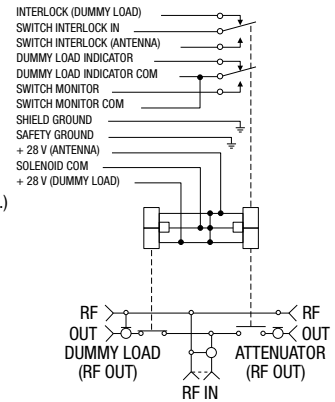 INTERLOCK (DUMMY LOAD)
SWITCH INTERLOCK IN
SWITCH INTERLOCK (ANTENNA)
DUMMY LOAD INDICATOR
DUMMY LOAD INDICATOR COM
SWITCH MONITOR
SWITCH MONITOR COM
SHIELD GROUND
SAFETY GROUND
+ 28 V (ANTENNA)
SOLENOID COM
+ 28 V (DUMMY LOAD)
.)
RF
RF
OUT
OUT
DUMMY LOAD
(RF OUT)
ATTENUATOR
(RF OUT)
RF IN